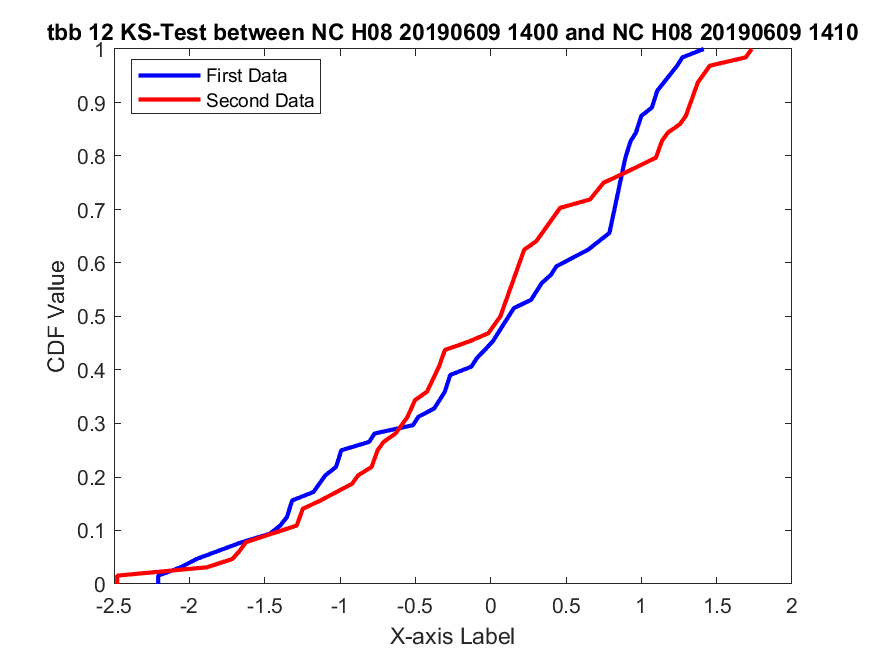 tbb 12 KS-Test between NC H08 20190609 1400 and NC H08 20190609 1410
First Data
Second Data
1
0.9
0.8
0.7
0.6
0.5
0.4
0.3
0.2
0.1
0
CDF Value
-2.5 -2 -1.5 -1 -0.5 0 0.5 1 1.5 2
X-axis Label